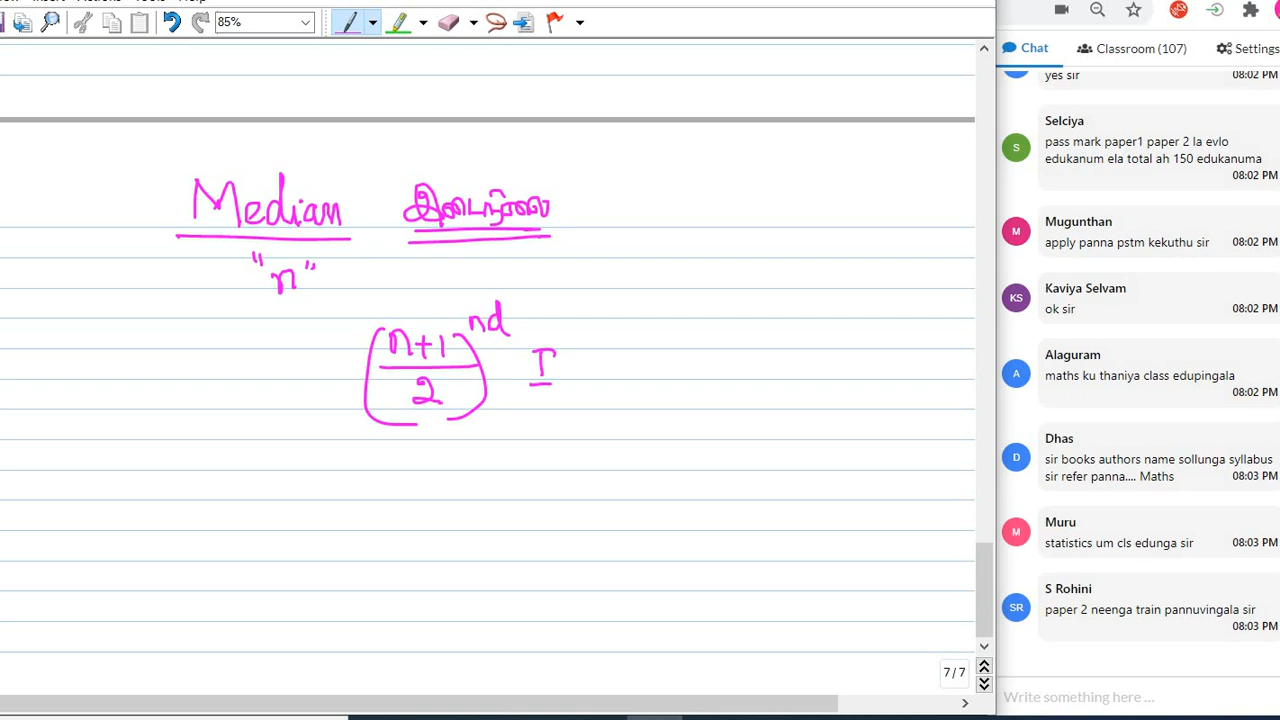 85%
Median இடைநிலை
"n"
(n+1/2)nd I
7/7
Chat
Classroom (107)
Settings
yes sir
08:02 PM
Selciya
S
pass mark paper1 paper 2 la evlo
edukanum ela total ah 150 edukanuma
08:02 PM
Mugunthan
M
apply panna pstm kekuthu sir
08:02 PM
Kaviya Selvam
KS
ok sir
08:02 PM
Alaguram
A
maths ku thaniya class edupingala
08:02 PM
Dhas
D
sir books authors name sollunga syllabus
sir refer panna.... Maths
08:03 PM
Muru
M
statistics um cls edunga sir
08:03 PM
S Rohini
SR
paper 2 neenga train pannuvingala sir
08:03 PM
Write something here ...